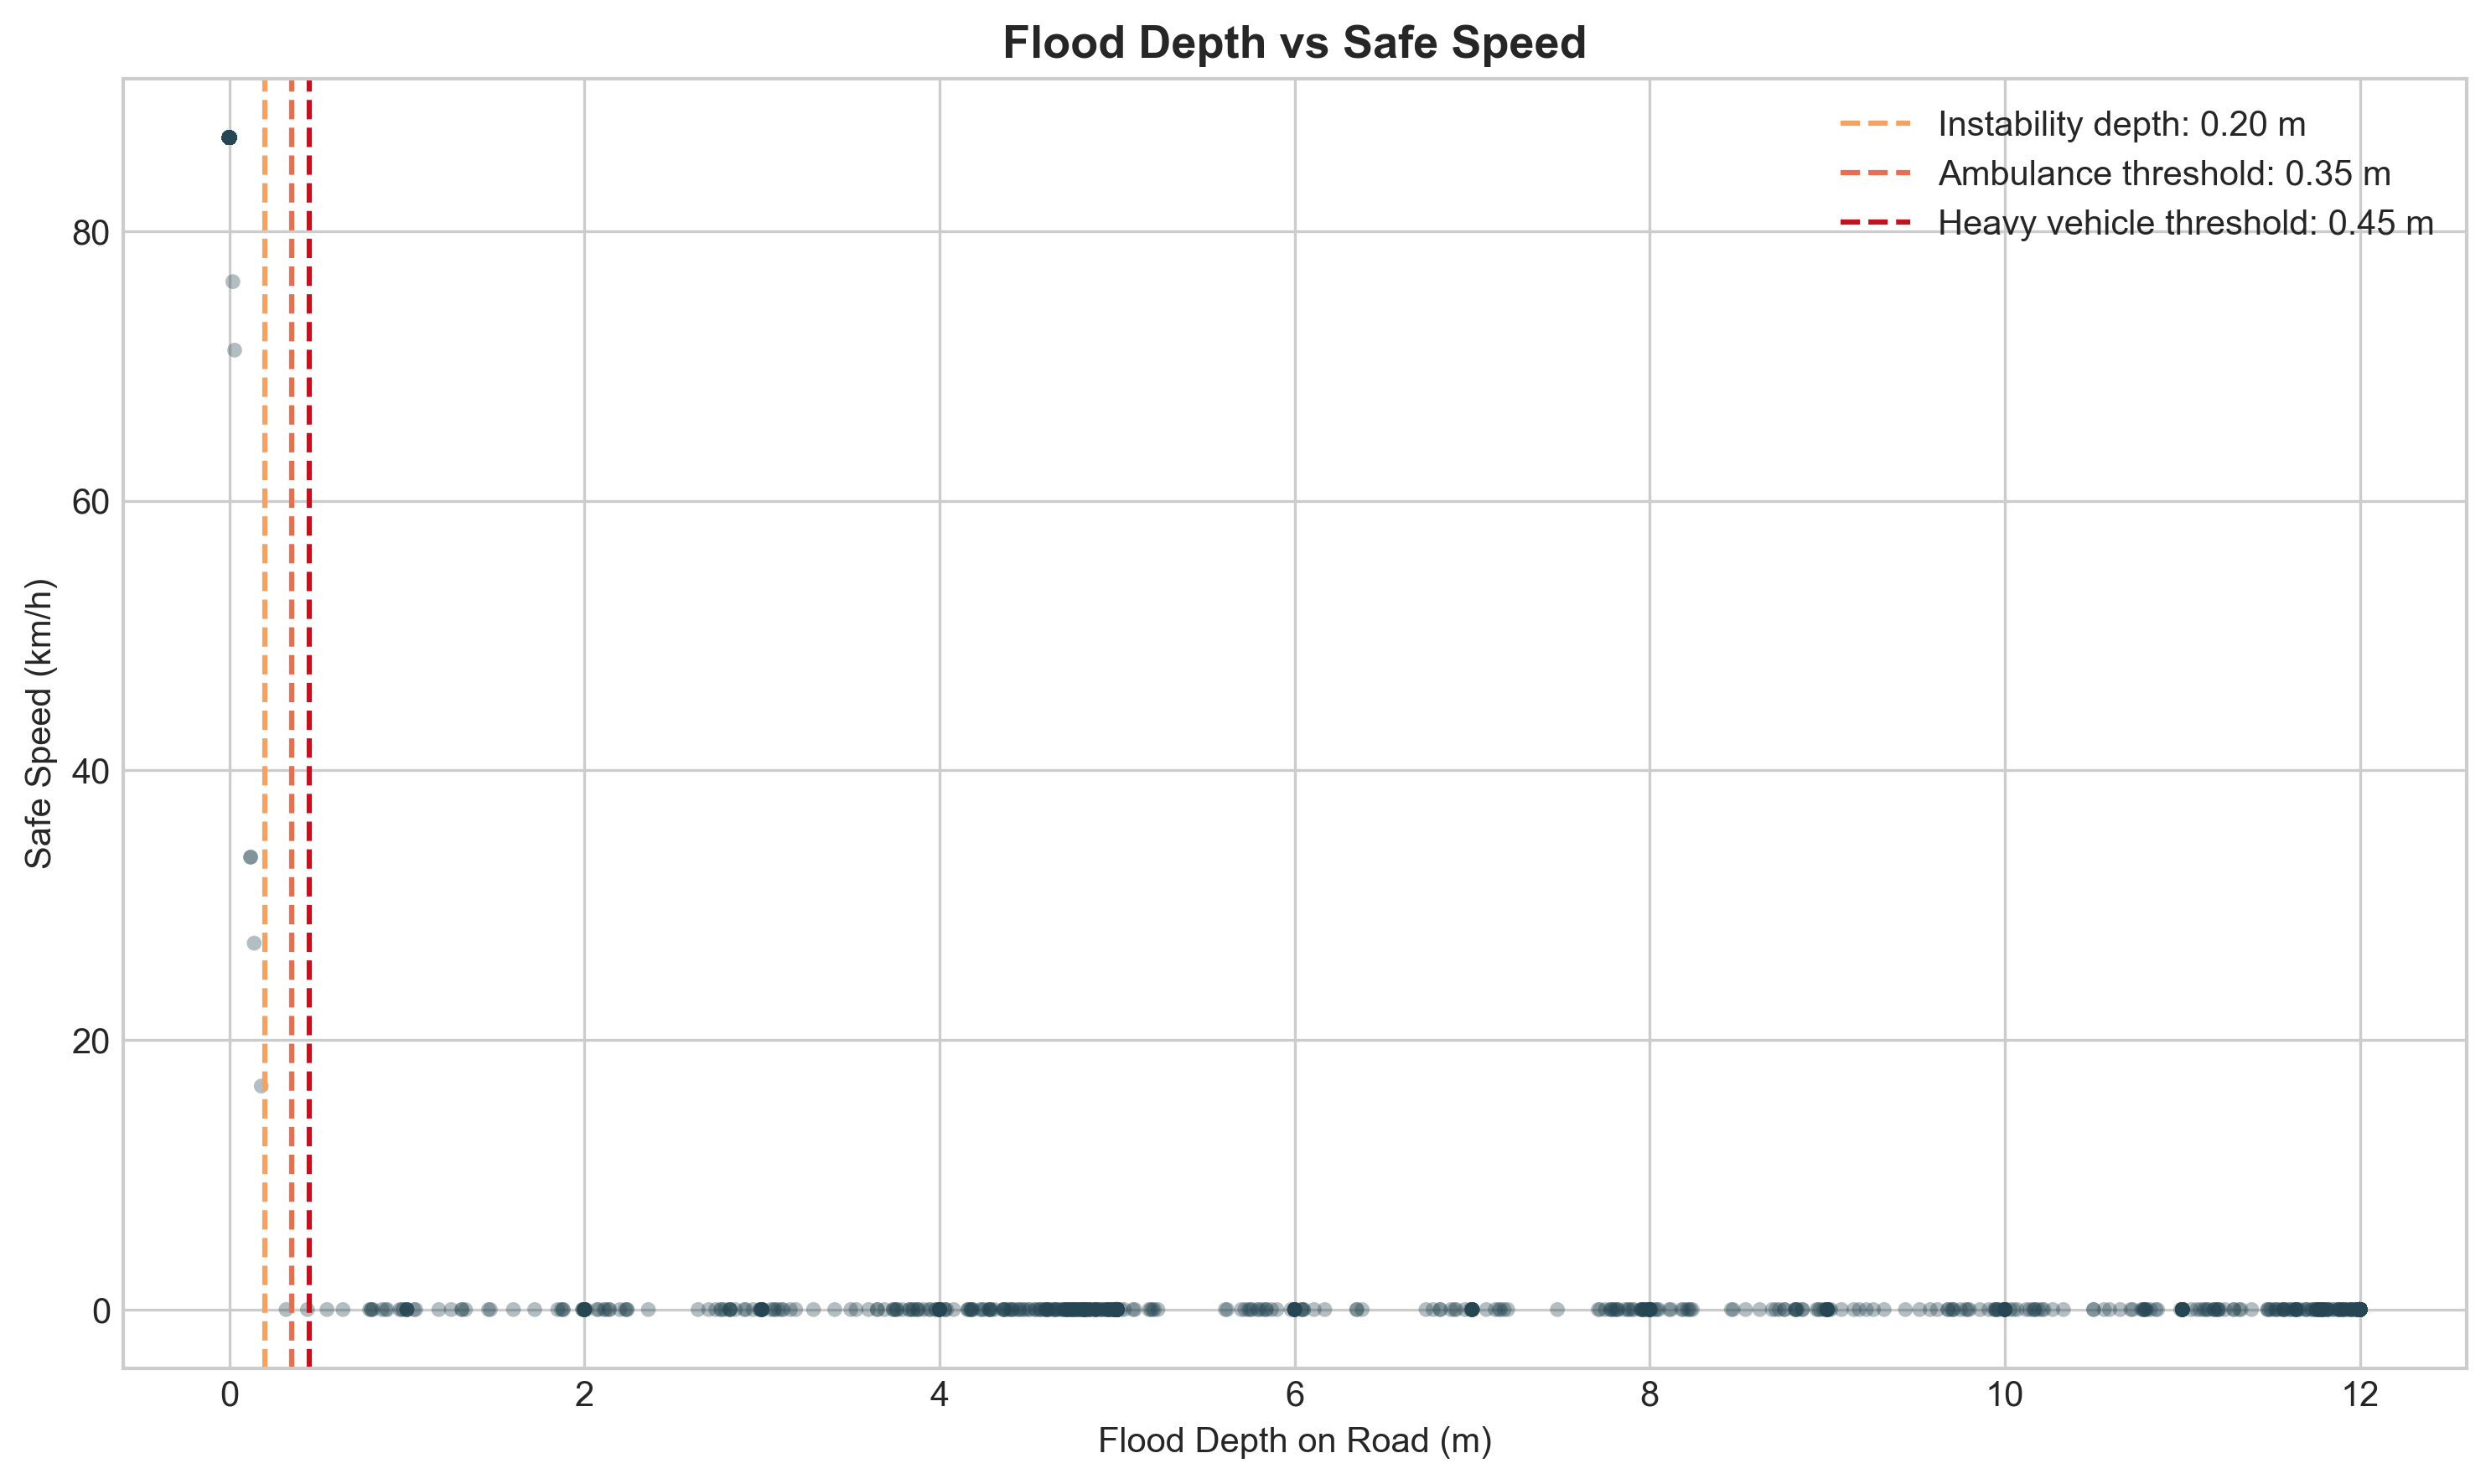 Flood Depth vs Safe Speed
Instability depth: 0.20 m
Ambulance threshold: 0.35 m
Heavy vehicle threshold: 0.45 m
Safe Speed (km/h)
80
60
40
20
0
0 2 4 6 8 10 12
Flood Depth on Road (m)